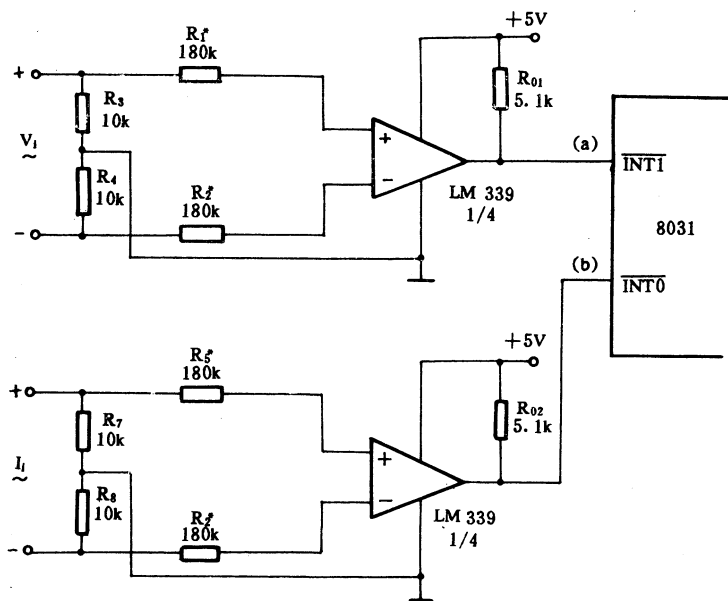 +5V
R₁*
180k
+
R₃
10k
R₀₁
5.1k
(a)
INT1
Vᵢ
~
+
−
R₄
10k
LM 339
1/4
8031
R₂*
180k
−
(b)
INT0
+5V
R₅*
180k
+
R₇
10k
R₀₂
5.1k
Iᵢ
~
+
−
R₈
10k
LM 339
1/4
R₂*
180k
−